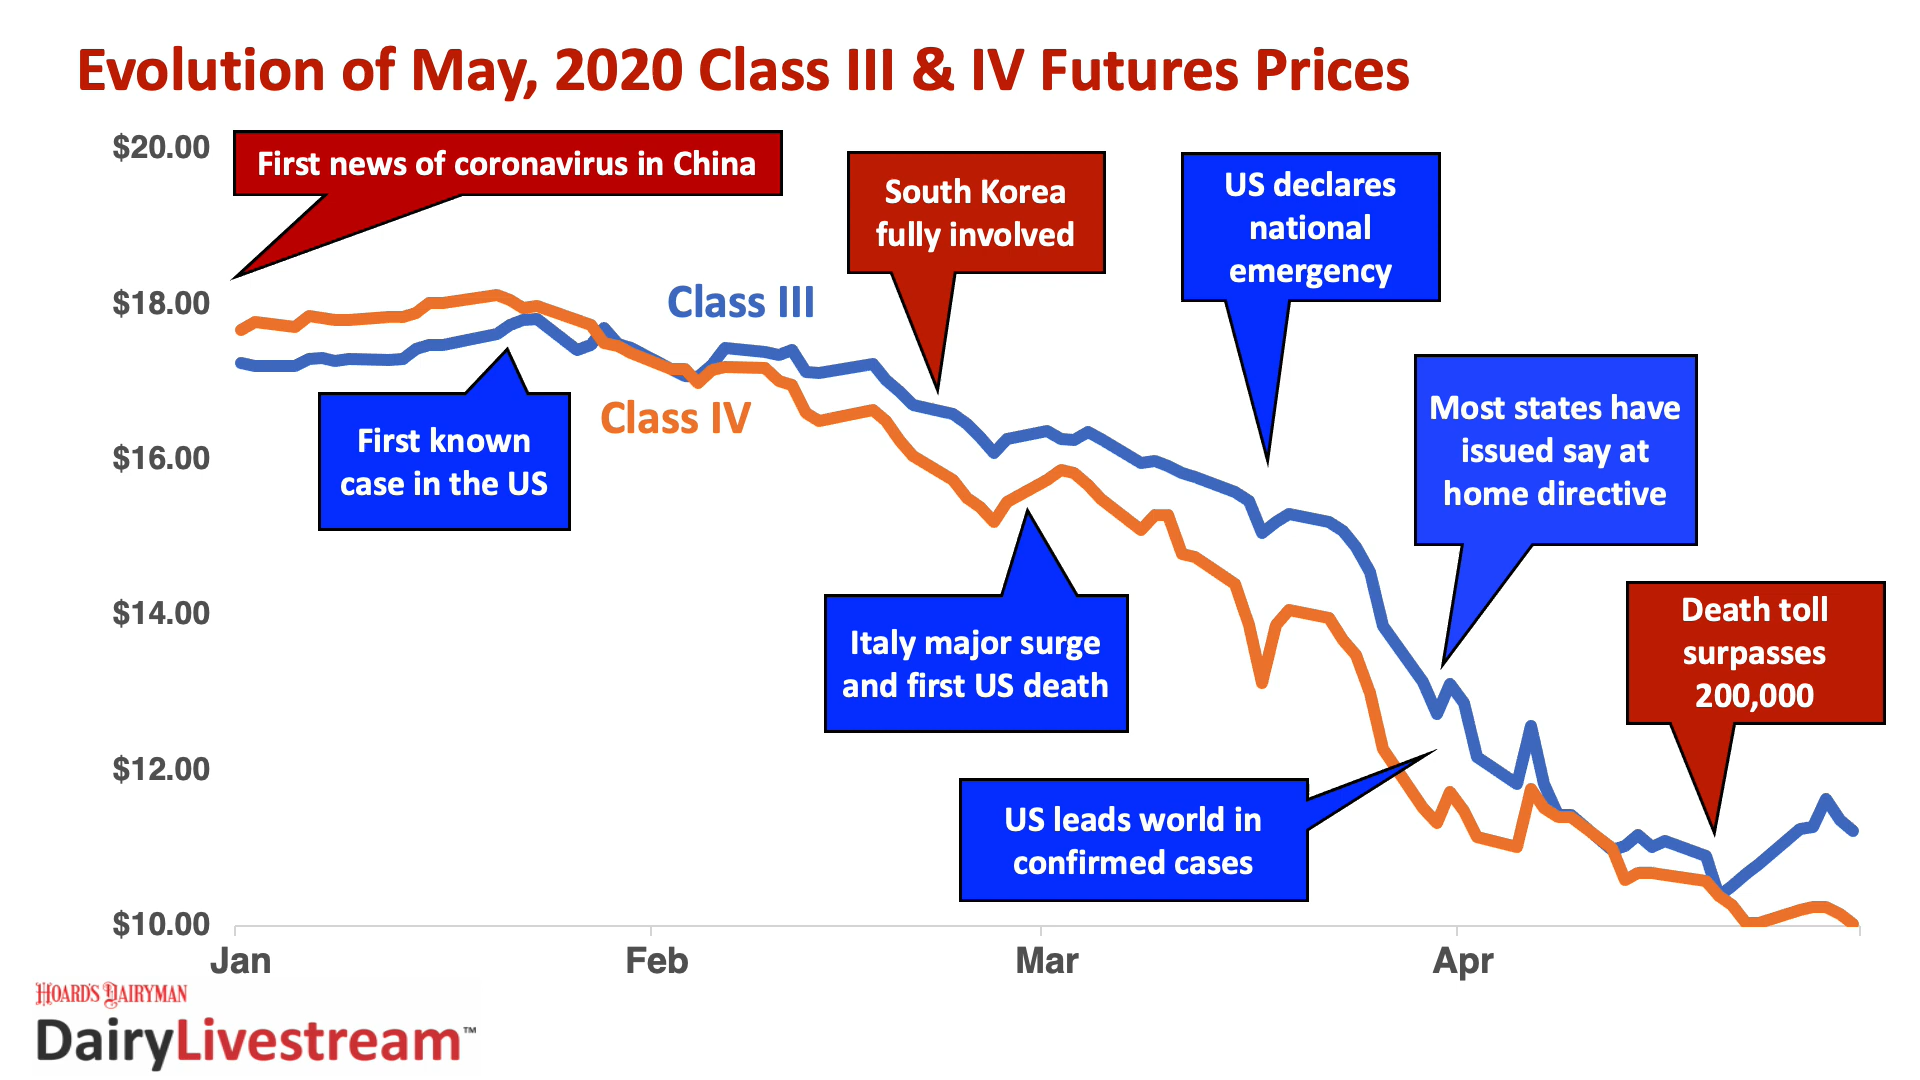 Evolution of May, 2020 Class III & IV Futures Prices
$20.00
$18.00
$16.00
$14.00
$12.00
$10.00
First news of coronavirus in China
South Korea
fully involved
US declares
national
emergency
Class III
Class IV
First known
case in the US
Most states have
issued say at
home directive
Italy major surge
and first US death
Death toll
surpasses
200,000
US leads world in
confirmed cases
Jan
Feb
Mar
Apr
HOARD'S DAIRYMAN
DairyLivestream™